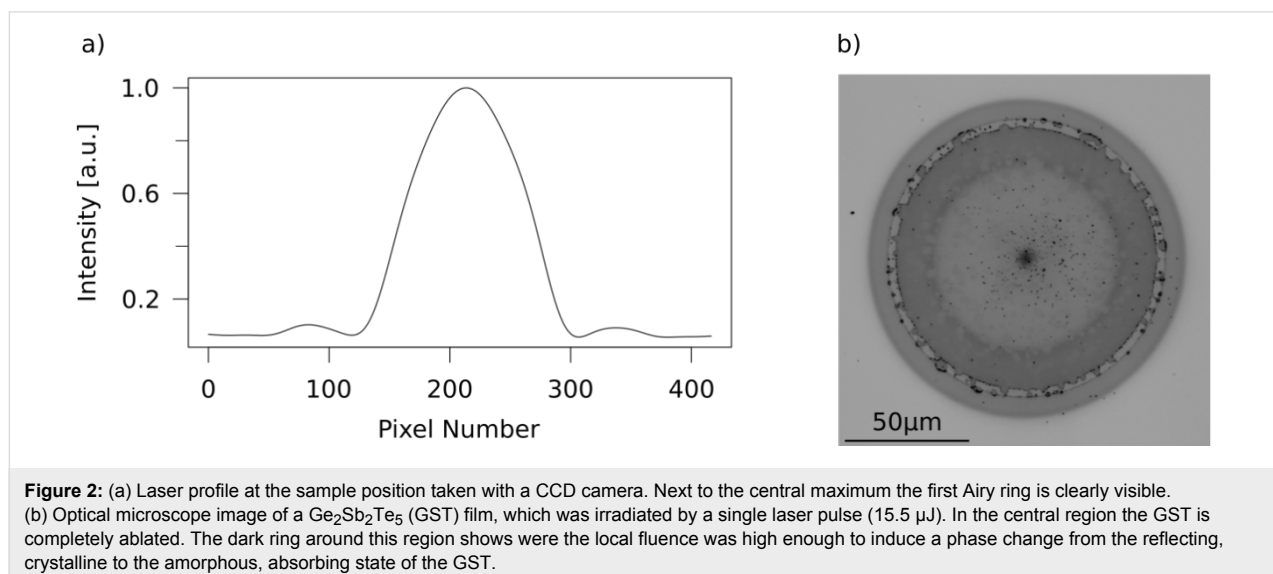 a)
b)
1.0
0.6
0.2
Intensity [a.u.]
0
100
200
300
400
Pixel Number
50µm
Figure 2: (a) Laser profile at the sample position taken with a CCD camera. Next to the central maximum the first Airy ring is clearly visible.
(b) Optical microscope image of a Ge₂Sb₂Te₅ (GST) film, which was irradiated by a single laser pulse (15.5 µJ). In the central region the GST is
completely ablated. The dark ring around this region shows were the local fluence was high enough to induce a phase change from the reflecting,
crystalline to the amorphous, absorbing state of the GST.